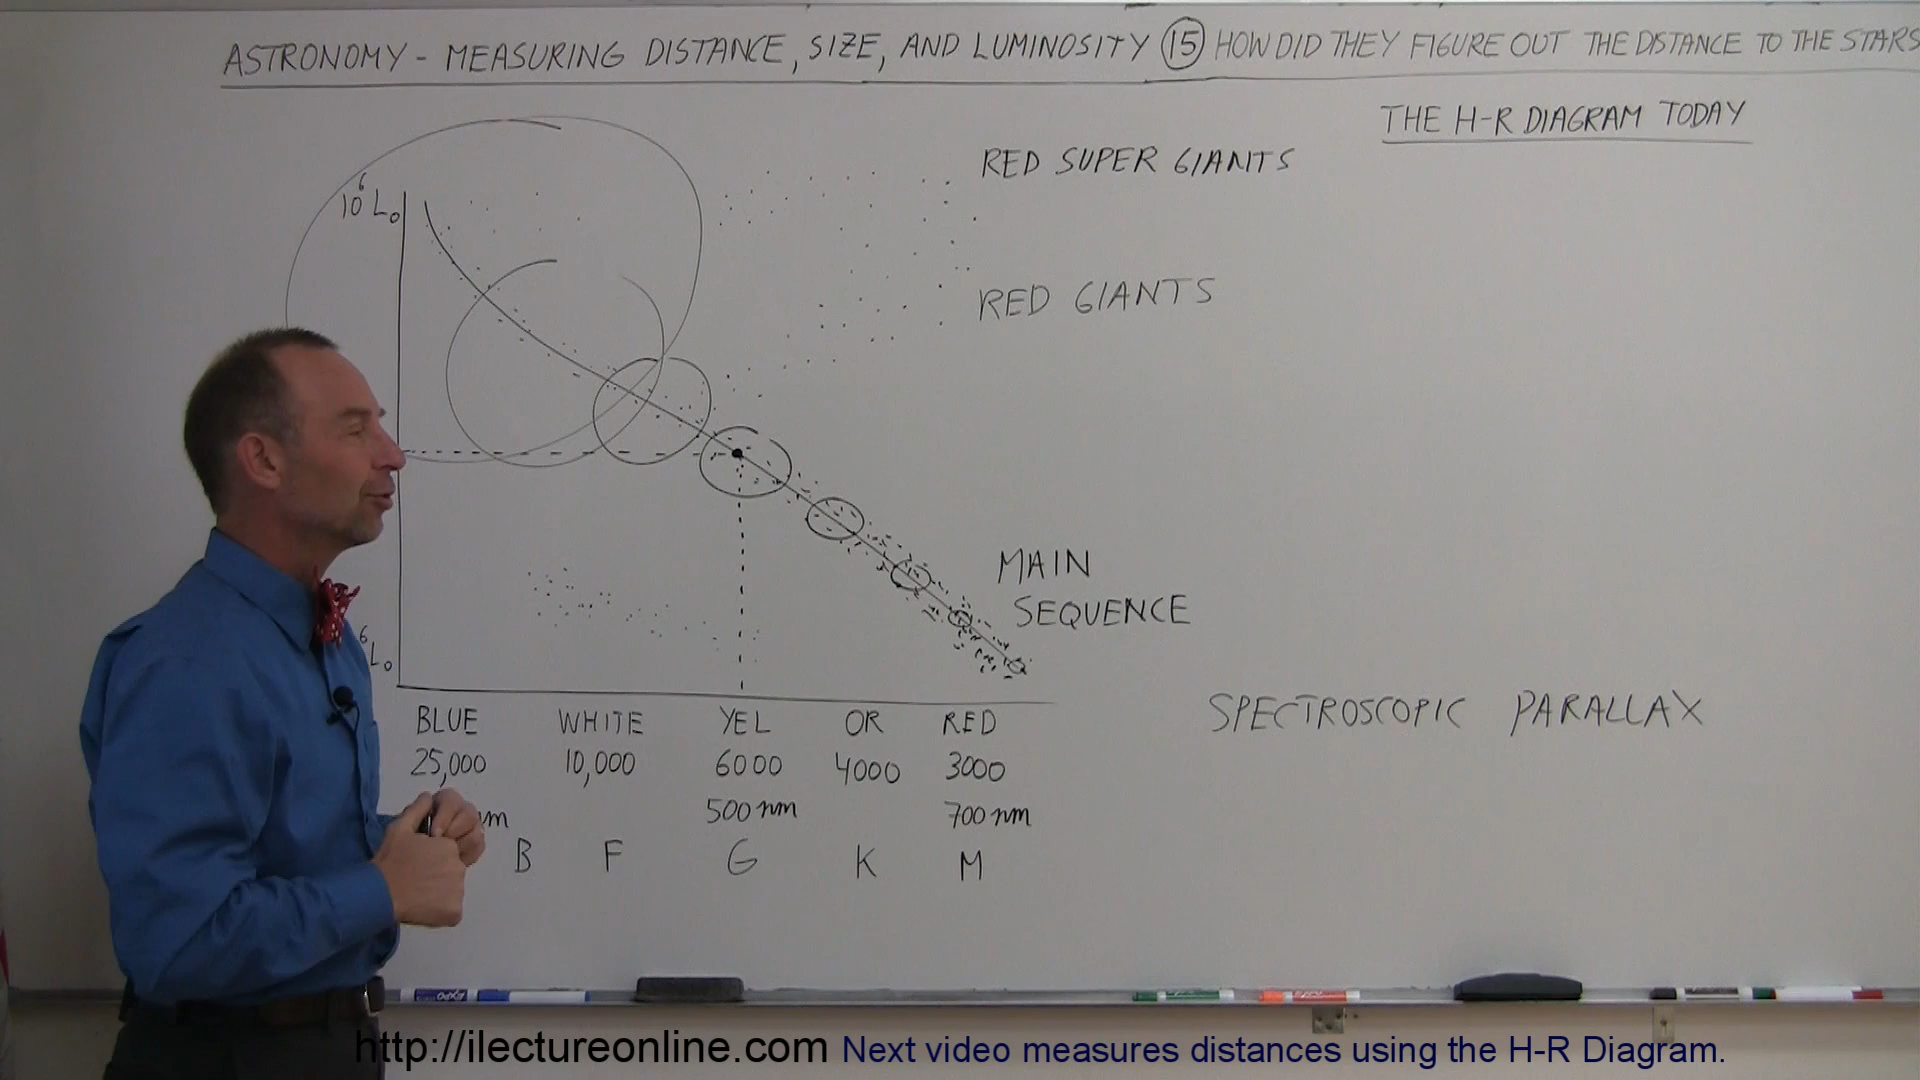 ASTRONOMY - MEASURING DISTANCE, SIZE, AND LUMINOSITY 15 HOW DID THEY FIGURE OUT THE DISTANCE TO THE STARS
THE H-R DIAGRAM TODAY
RED SUPER GIANTS
10⁶ L₀
RED GIANTS
MAIN
SEQUENCE
⁶ L₀
SPECTROSCOPIC PARALLAX
BLUE WHITE YEL OR RED
25,000 10,000 6000 4000 3000
nm 500 nm 700 nm
B F G K M
EXPO
http://ilectureonline.com Next video measures distances using the H-R Diagram.